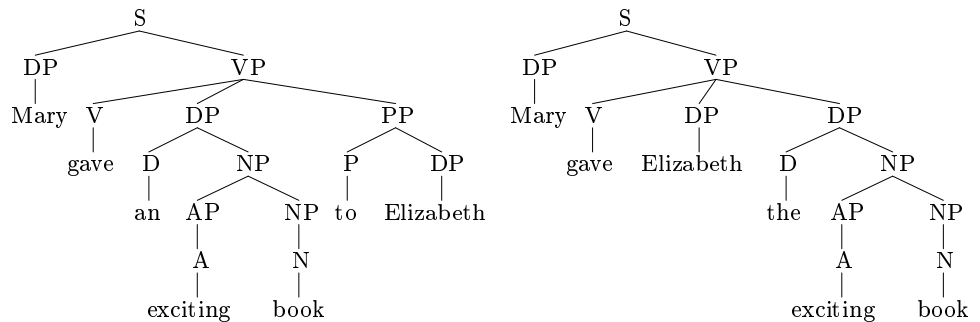 S S
DP VP DP VP
Mary V DP PP Mary V DP DP
gave D NP P DP gave Elizabeth D NP
an AP NP to Elizabeth the AP NP
A N A N
exciting book exciting book